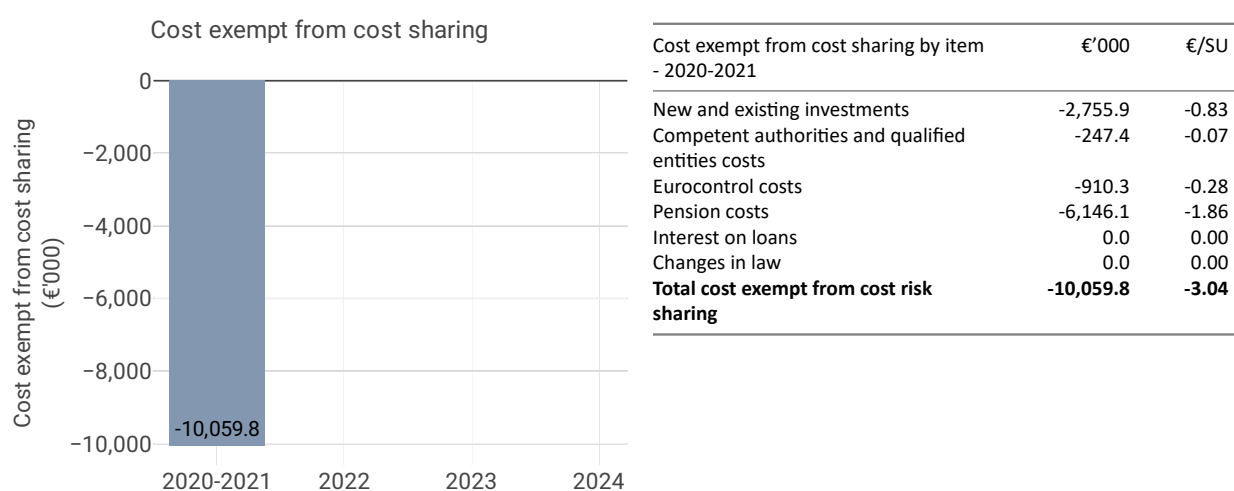 Cost exempt from cost sharing
Cost exempt from cost sharing
(€'000)
0
−2,000
−4,000
−6,000
−8,000
−10,000
-10,059.8
2020-2021 2022 2023 2024
Cost exempt from cost sharing by item €’000 €/SU
- 2020-2021
New and existing investments -2,755.9 -0.83
Competent authorities and qualified -247.4 -0.07
entities costs
Eurocontrol costs -910.3 -0.28
Pension costs -6,146.1 -1.86
Interest on loans 0.0 0.00
Changes in law 0.0 0.00
Total cost exempt from cost risk -10,059.8 -3.04
sharing